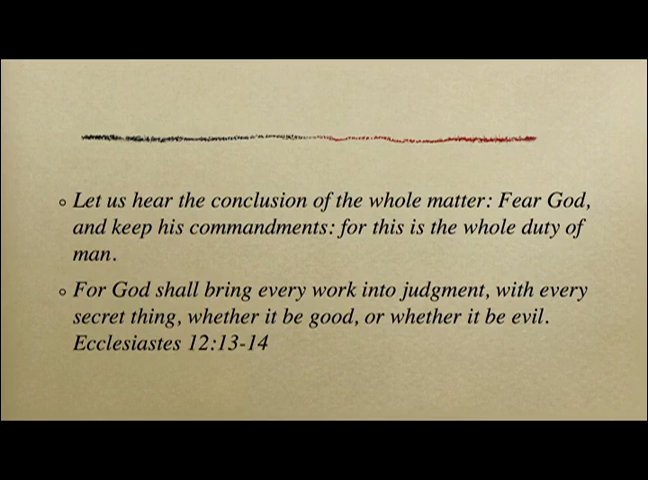 Let us hear the conclusion of the whole matter: Fear God,
and keep his commandments: for this is the whole duty of
man.
For God shall bring every work into judgment, with every
secret thing, whether it be good, or whether it be evil.
Ecclesiastes 12:13-14